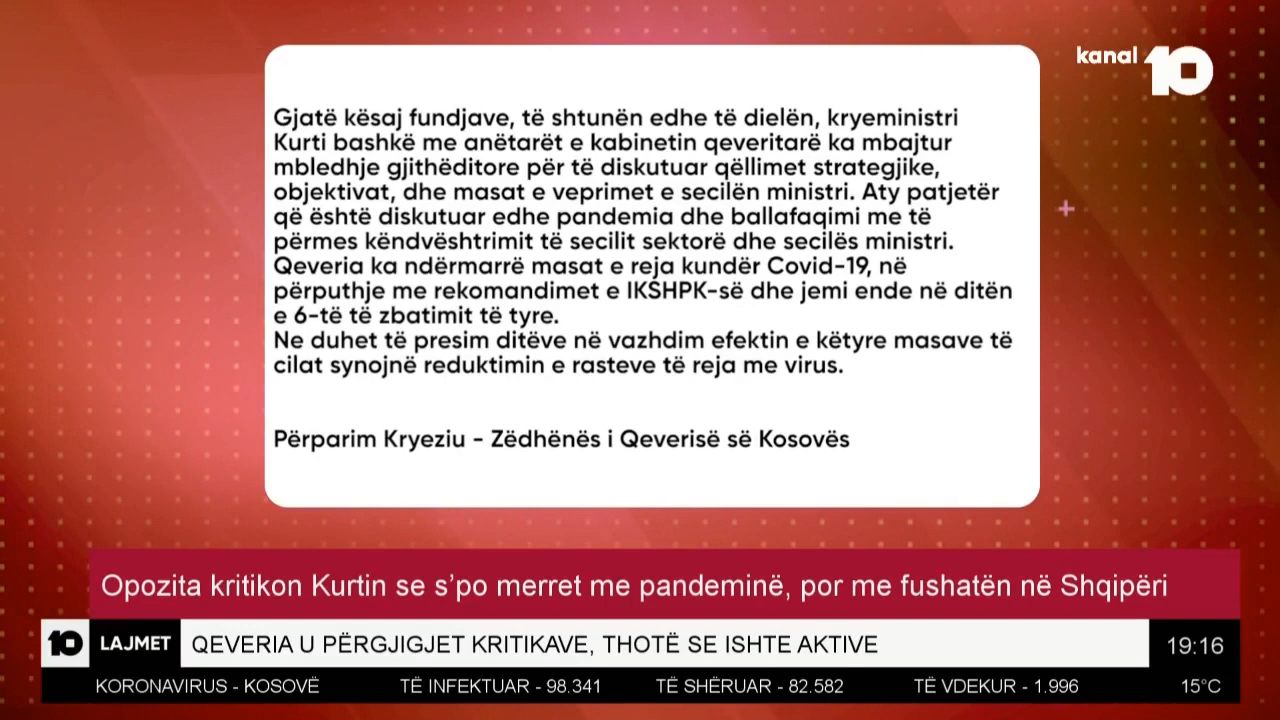 kanal 10
Gjatë kësaj fundjave, të shtunën edhe të dielën, kryeministri
Kurti bashkë me anëtarët e kabinetin qeveritarë ka mbajtur
mbledhje gjithëditore për të diskutuar qëllimet strategjike,
objektivat, dhe masat e veprimet e secilën ministri. Aty patjetër
që është diskutuar edhe pandemia dhe ballafaqimi me të
përmes këndvështrimit të secilit sektorë dhe secilës ministri.
Qeveria ka ndërmarrë masat e reja kundër Covid-19, në
përputhje me rekomandimet e IKSHPK-së dhe jemi ende në ditën
e 6-të të zbatimit të tyre.
Ne duhet të presim ditëve në vazhdim efektin e këtyre masave të
cilat synojnë reduktimin e rasteve të reja me virus.
Përparim Kryeziu - Zëdhënës i Qeverisë së Kosovës
Opozita kritikon Kurtin se s'po merret me pandeminë, por me fushatën në Shqipëri
10 LAJMET QEVERIA U PËRGJIGJET KRITIKAVE, THOTË SE ISHTE AKTIVE 19:16
KORONAVIRUS - KOSOVË TË INFEKTUAR - 98.341 TË SHËRUAR - 82.582 TË VDEKUR - 1.996 15°C